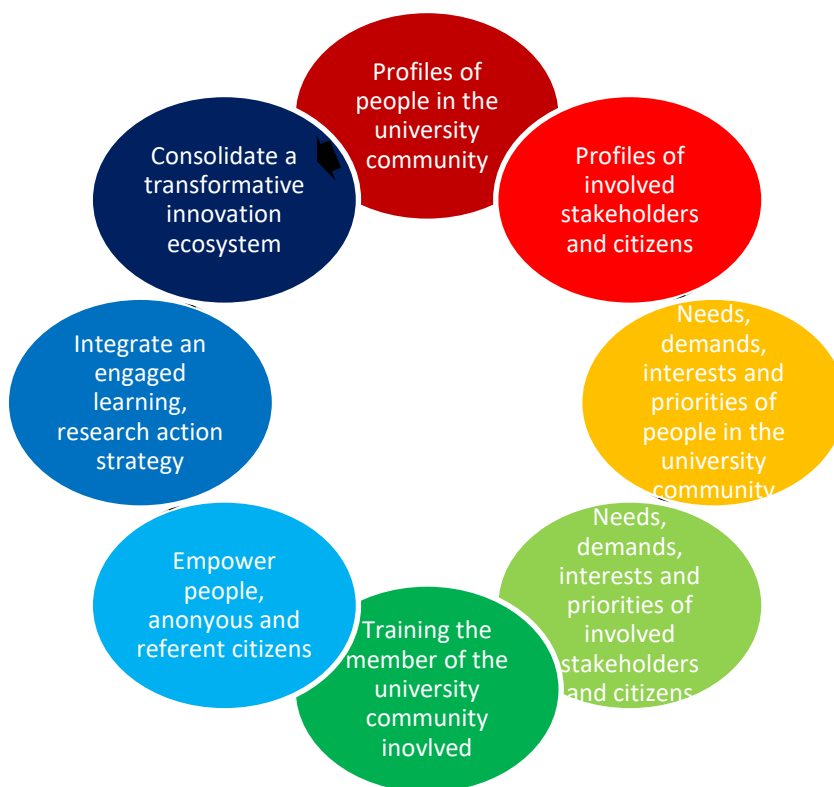 Profiles of
people in the
university
community
Profiles of
involved
stakeholders
and citizens
Needs,
demands,
interests and
priorities of
people in the
university
community
Needs,
demands,
interests and
priorities of
involved
stakeholders
and citizens
Training the
member of the
university
community
inovlved
Empower
people,
anonyous and
referent citizens
Integrate an
engaged
learning,
research action
strategy
Consolidate a
transformative
innovation
ecosystem